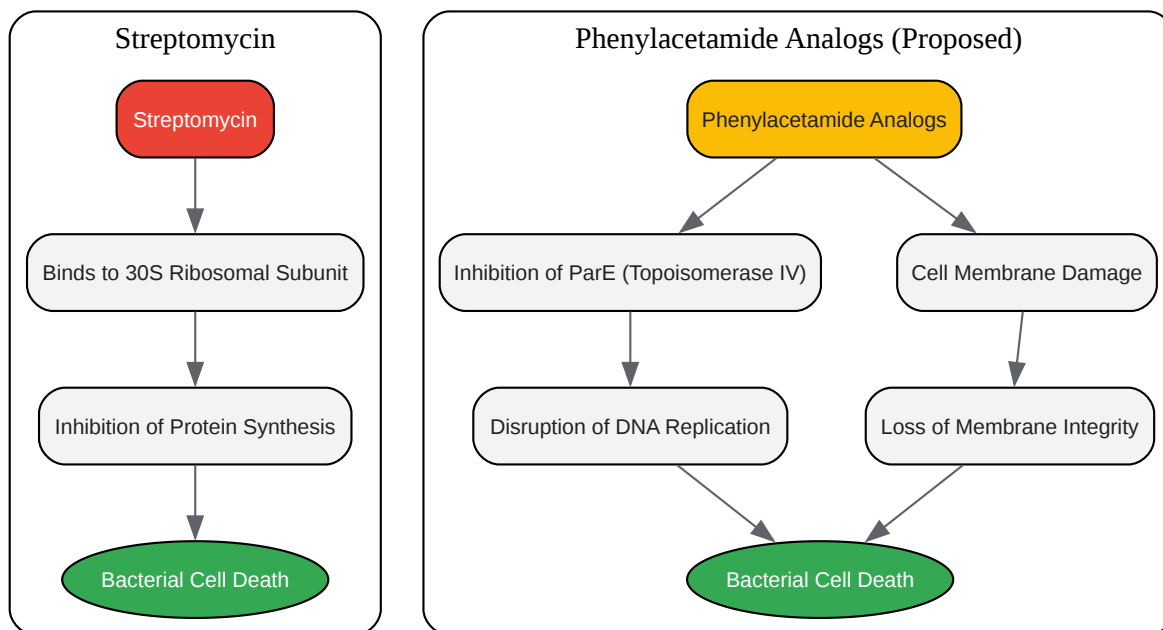 Streptomycin
Streptomycin
Binds to 30S Ribosomal Subunit
Inhibition of Protein Synthesis
Bacterial Cell Death
Phenylacetamide Analogs (Proposed)
Phenylacetamide Analogs
Inhibition of ParE (Topoisomerase IV)
Cell Membrane Damage
Disruption of DNA Replication
Loss of Membrane Integrity
Bacterial Cell Death